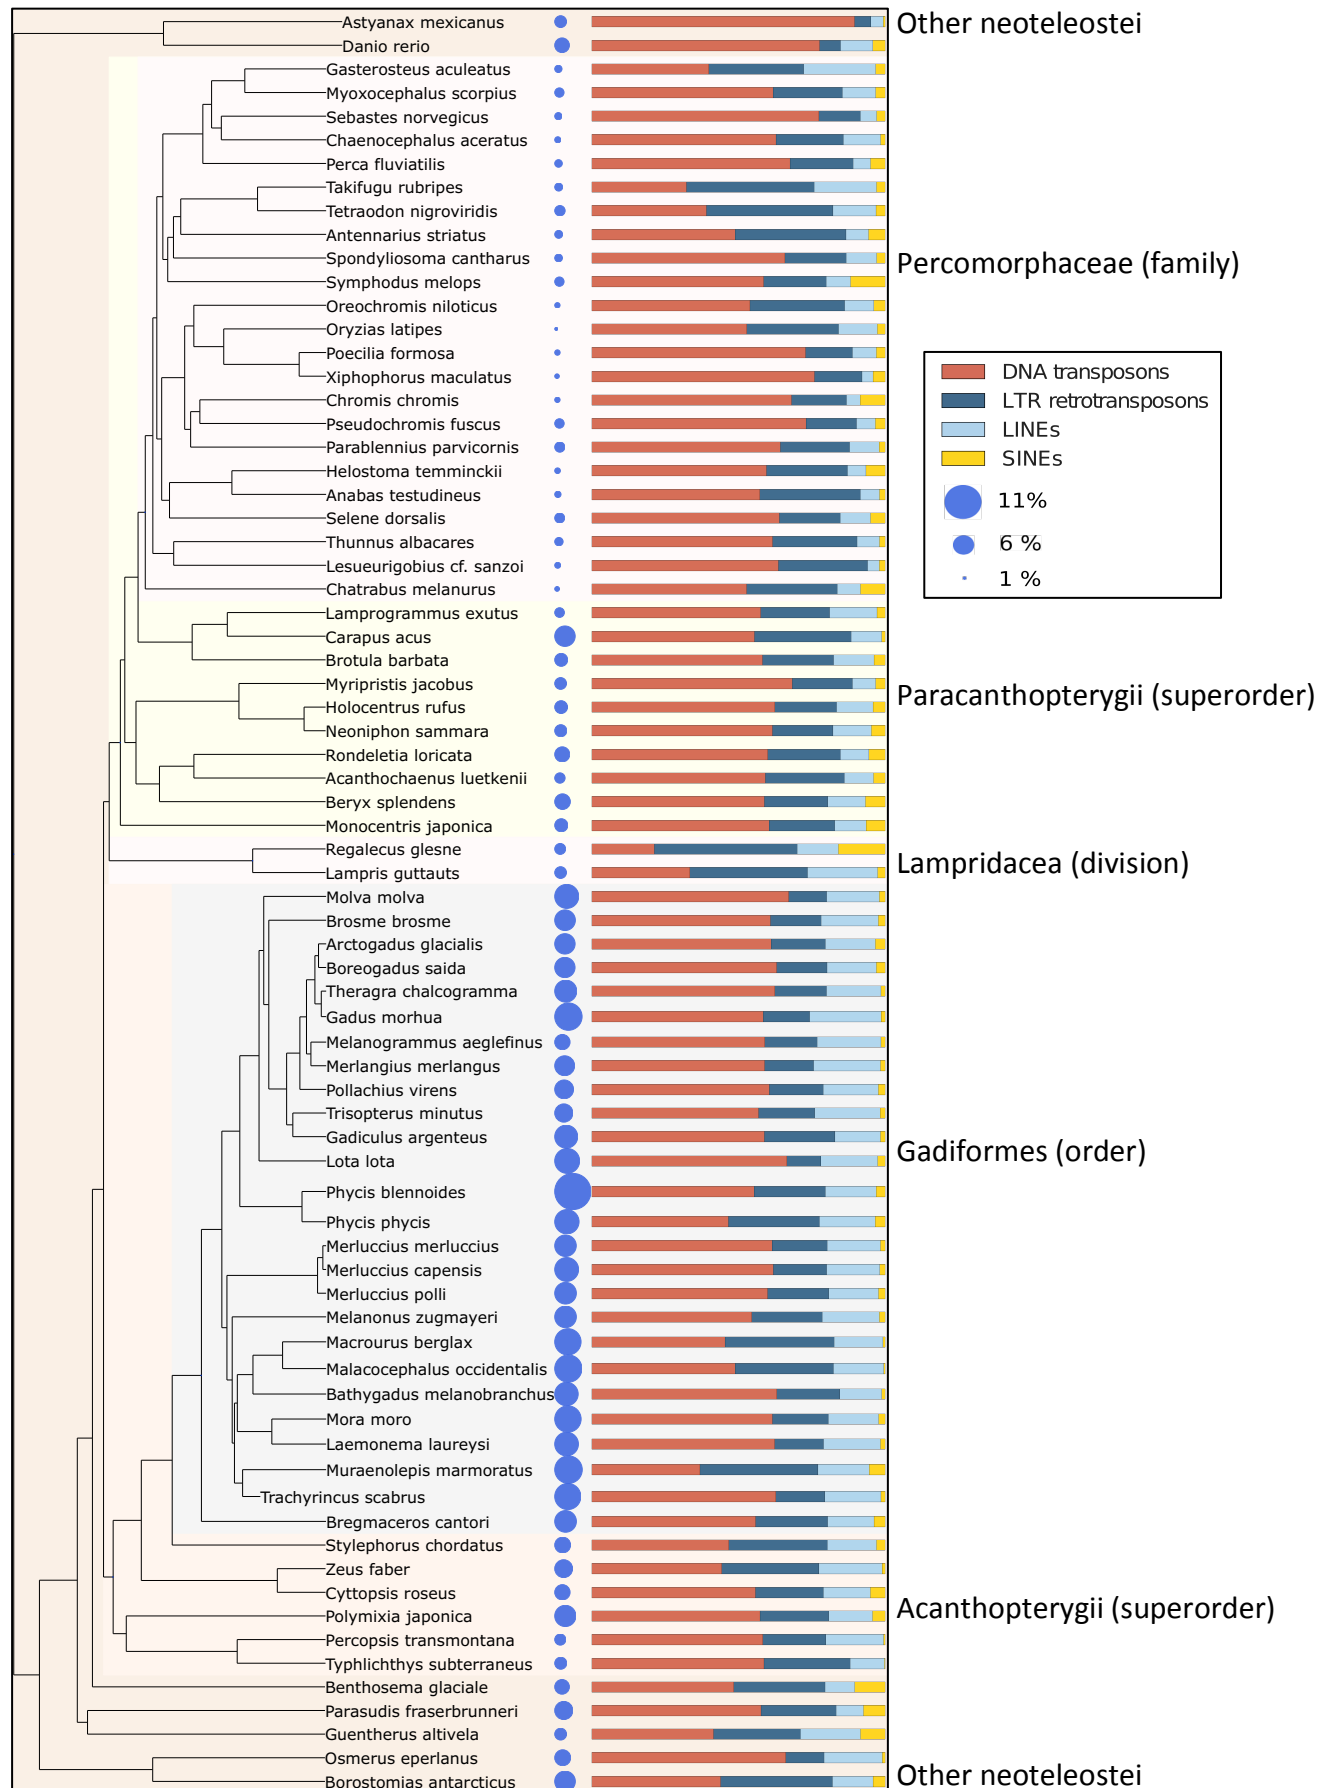 Astyanax mexicanus
Other neoteleostei
Danio rerio
Gasterosteus aculeatus
Myoxocephalus scorpius
Sebastes norvegicus
Chaenocephalus aceratus
Perca fluviatilis
Takifugu rubripes
Tetraodon nigroviridis
Antennarius striatus
Spondyliosoma cantharus
Percomorphaceae (family)
Symphodus melops
Oreochromis niloticus
Oryzias latipes
Poecilia formosa
Xiphophorus maculatus
Chromis chromis
Pseudochromis fuscus
Parablennius parvicornis
Helostoma temminckii
Anabas testudineus
Selene dorsalis
Thunnus albacares
Lesueurigobius cf. sanzoi
Chatrabus melanurus
DNA transposons
LTR retrotransposons
LINEs
SINEs
11%
6 %
1 %
Lamprogrammus exutus
Carapus acus
Brotula barbata
Myripristis jacobus
Paracanthopterygii (superorder)
Holocentrus rufus
Neoniphon sammara
Rondeletia loricata
Acanthochaenus luetkenii
Beryx splendens
Monocentris japonica
Regalecus glesne
Lampridacea (division)
Lampris guttauts
Molva molva
Brosme brosme
Arctogadus glacialis
Boreogadus saida
Theragra chalcogramma
Gadus morhua
Melanogrammus aeglefinus
Merlangius merlangus
Pollachius virens
Trisopterus minutus
Gadiculus argenteus
Gadiformes (order)
Lota lota
Phycis blennoides
Phycis phycis
Merluccius merluccius
Merluccius capensis
Merluccius polli
Melanonus zugmayeri
Macrourus berglax
Malacocephalus occidentalis
Bathygadus melanobranchus
Mora moro
Laemonema laureysi
Muraenolepis marmoratus
Trachyrincus scabrus
Bregmaceros cantori
Stylephorus chordatus
Zeus faber
Cyttopsis roseus
Acanthopterygii (superorder)
Polymixia japonica
Percopsis transmontana
Typhlichthys subterraneus
Benthosema glaciale
Parasudis fraserbrunneri
Guentherus altivela
Osmerus eperlanus
Other neoteleostei
Borostomias antarcticus